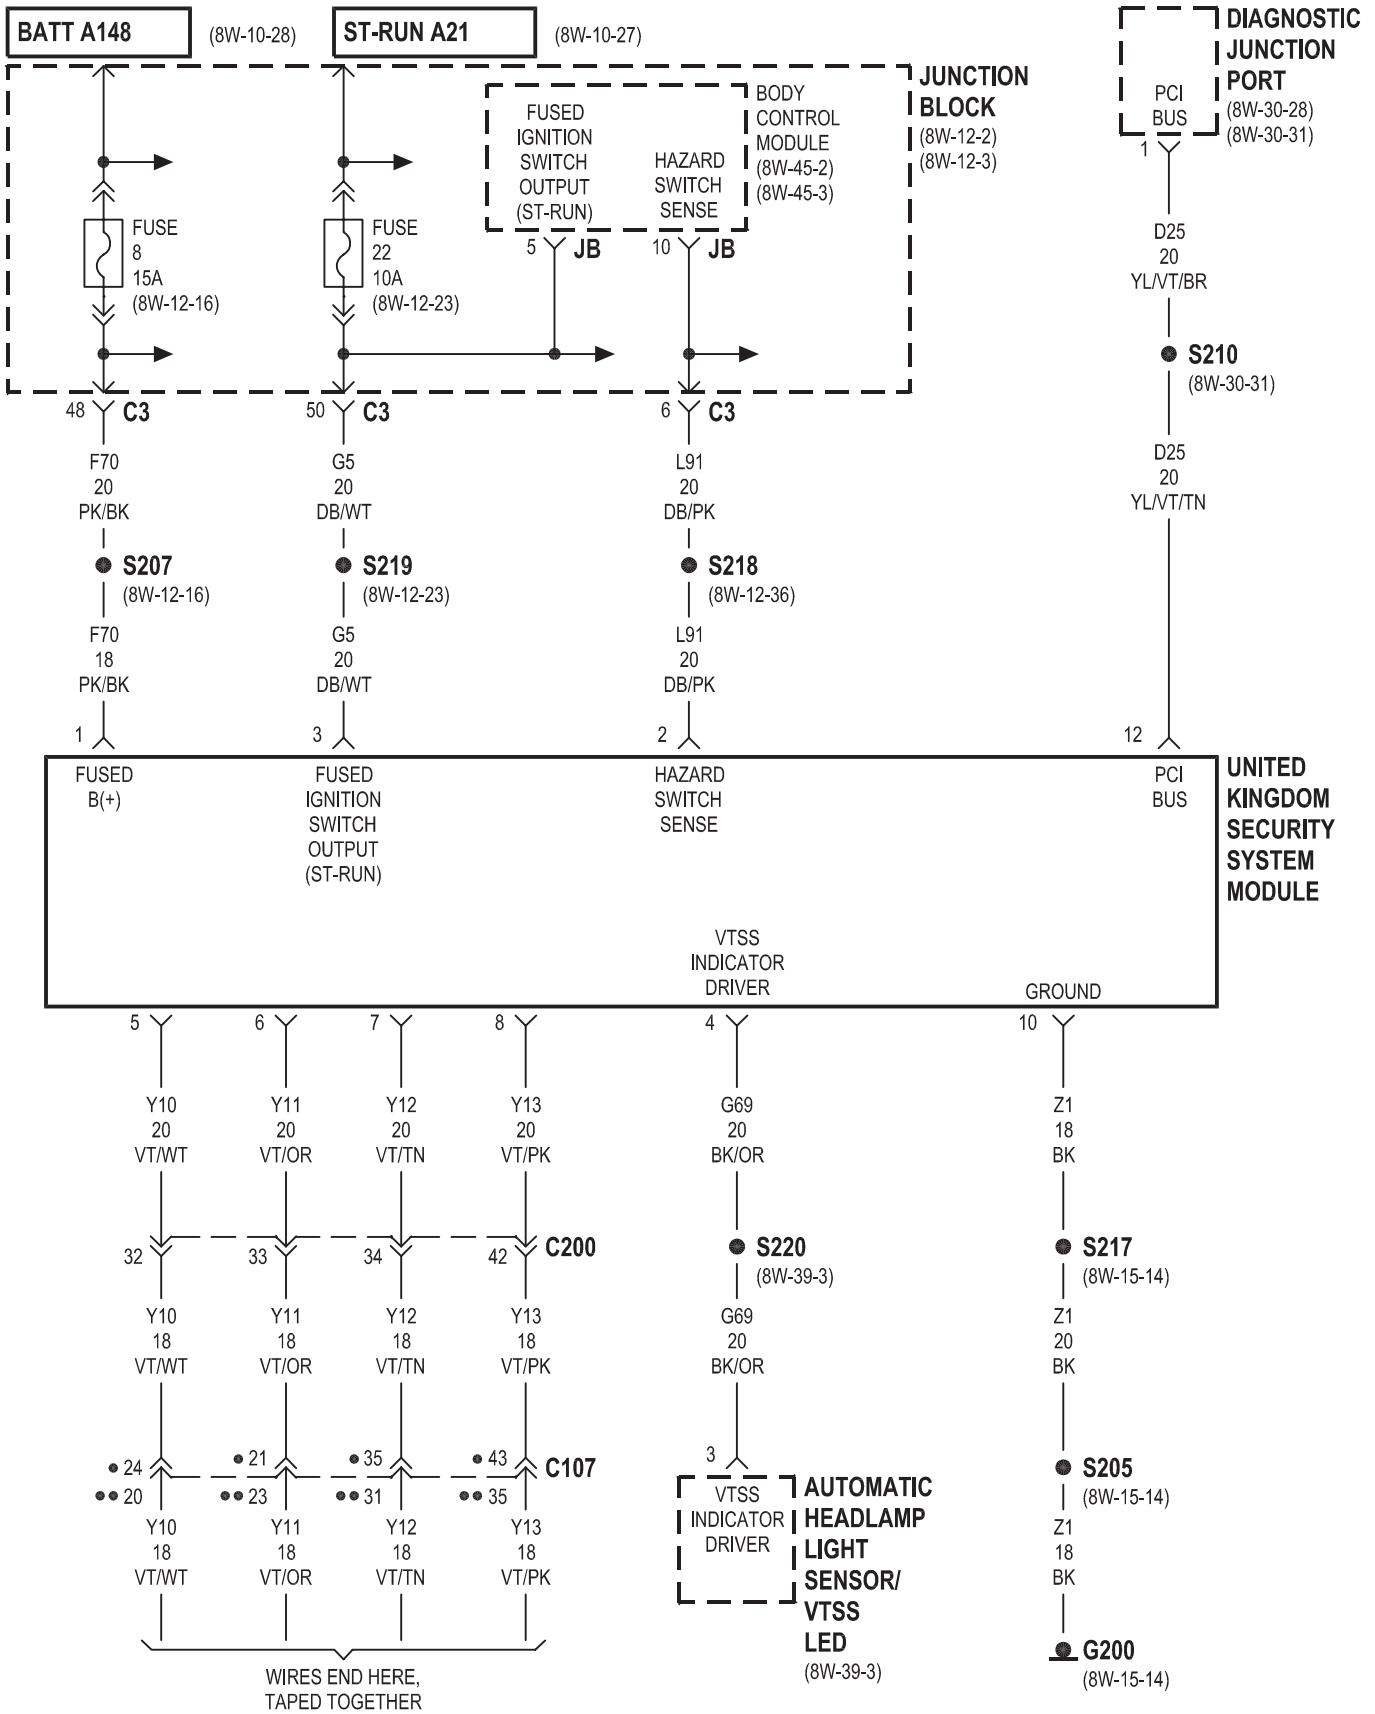 BATT A148
(8W-10-28)
ST-RUN A21
(8W-10-27)
DIAGNOSTIC
JUNCTION
PORT
(8W-30-28)
(8W-30-31)
PCI
BUS
1
JUNCTION
BLOCK
(8W-12-2)
(8W-12-3)
BODY
CONTROL
MODULE
(8W-45-2)
(8W-45-3)
FUSED
IGNITION
SWITCH
OUTPUT
(ST-RUN)
HAZARD
SWITCH
SENSE
5
JB
10
JB
FUSE
8
15A
(8W-12-16)
FUSE
22
10A
(8W-12-23)
D25
20
YL/VT/BR
S210
(8W-30-31)
D25
20
YL/VT/TN
48
C3
50
C3
6
C3
F70
20
PK/BK
G5
20
DB/WT
L91
20
DB/PK
S207
(8W-12-16)
S219
(8W-12-23)
S218
(8W-12-36)
F70
18
PK/BK
G5
20
DB/WT
L91
20
DB/PK
1
3
2
12
FUSED
B(+)
FUSED
IGNITION
SWITCH
OUTPUT
(ST-RUN)
HAZARD
SWITCH
SENSE
PCI
BUS
UNITED
KINGDOM
SECURITY
SYSTEM
MODULE
VTSS
INDICATOR
DRIVER
GROUND
5
6
7
8
4
10
Y10
20
VT/WT
Y11
20
VT/OR
Y12
20
VT/TN
Y13
20
VT/PK
G69
20
BK/OR
Z1
18
BK
32
33
34
42
C200
S220
(8W-39-3)
S217
(8W-15-14)
Y10
18
VT/WT
Y11
18
VT/OR
Y12
18
VT/TN
Y13
18
VT/PK
G69
20
BK/OR
Z1
20
BK
● 24
●● 20
● 21
●● 23
● 35
●● 31
● 43
●● 35
C107
3
VTSS
INDICATOR
DRIVER
AUTOMATIC
HEADLAMP
LIGHT
SENSOR/
VTSS
LED
(8W-39-3)
S205
(8W-15-14)
Y10
18
VT/WT
Y11
18
VT/OR
Y12
18
VT/TN
Y13
18
VT/PK
Z1
18
BK
G200
(8W-15-14)
WIRES END HERE,
TAPED TOGETHER